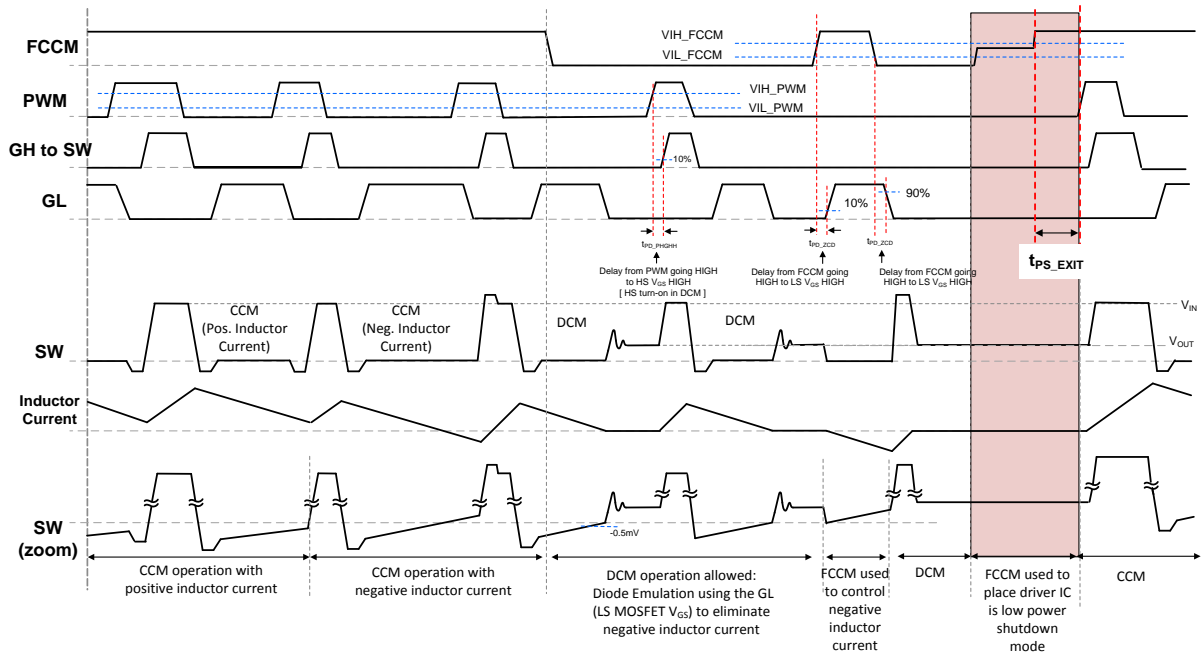 FCCM
VIH_FCCM
VIL_FCCM
PWM
VIH_PWM
VIL_PWM
GH to SW
10%
GL
10%
90%
tPD_PHGHH
tPD_ZCD
tPD_ZCD
tPS_EXIT
Delay from PWM going HIGH
to HS VGS HIGH
[ HS turn-on in DCM ]
Delay from FCCM going
HIGH to LS VGS HIGH
Delay from FCCM going
HIGH to LS VGS HIGH
SW
CCM
(Pos. Inductor
Current)
CCM
(Neg. Inductor
Current)
DCM
DCM
VIN
VOUT
Inductor
Current
SW
(zoom)
-0.5mV
CCM operation with
positive inductor current
CCM operation with
negative inductor current
DCM operation allowed:
Diode Emulation using the GL
(LS MOSFET VGS) to eliminate
negative inductor current
FCCM used
to control
negative
inductor
current
DCM
FCCM used to
place driver IC
is low power
shutdown
mode
CCM